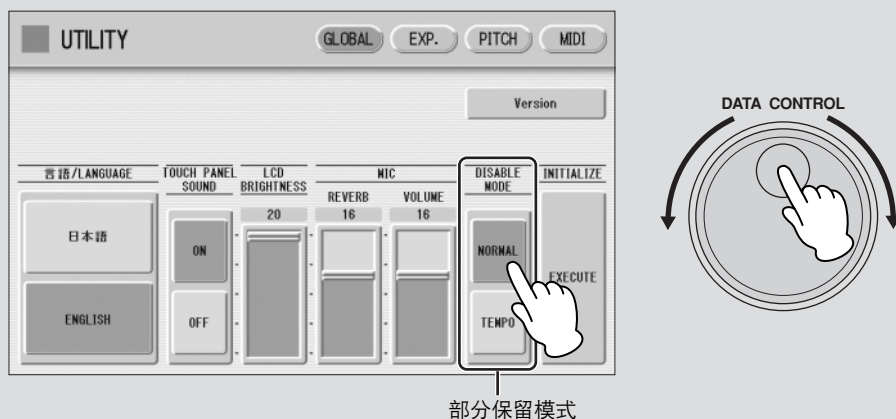 UTILITY
GLOBAL EXP. PITCH MIDI
Version
DATA CONTROL
言語/LANGUAGE
TOUCH PANEL
SOUND
LCD
BRIGHTNESS
MIC
DISABLE
MODE
INITIALIZE
REVERB VOLUME
20 16 16
日本語
ENGLISH
ON
OFF
NORMAL
TEMPO
EXECUTE
部分保留模式